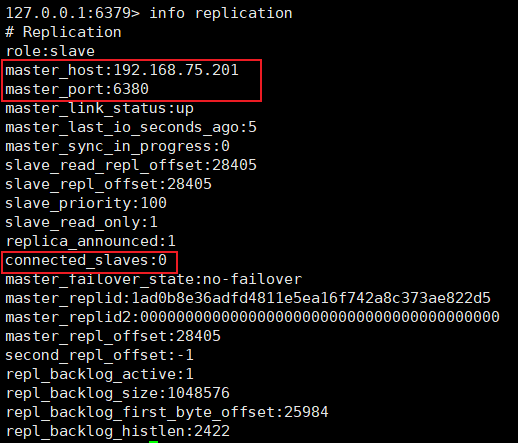 127.0.0.1:6379> info replication
# Replication
role:slave
master_host:192.168.75.201
master_port:6380
master_link_status:up
master_last_io_seconds_ago:5
master_sync_in_progress:0
slave_read_repl_offset:28405
slave_repl_offset:28405
slave_priority:100
slave_read_only:1
replica_announced:1
connected_slaves:0
master_failover_state:no-failover
master_replid:1ad0b8e36adfd4811e5ea16f742a8c373ae822d5
master_replid2:0000000000000000000000000000000000000000
master_repl_offset:28405
second_repl_offset:-1
repl_backlog_active:1
repl_backlog_size:1048576
repl_backlog_first_byte_offset:25984
repl_backlog_histlen:2422